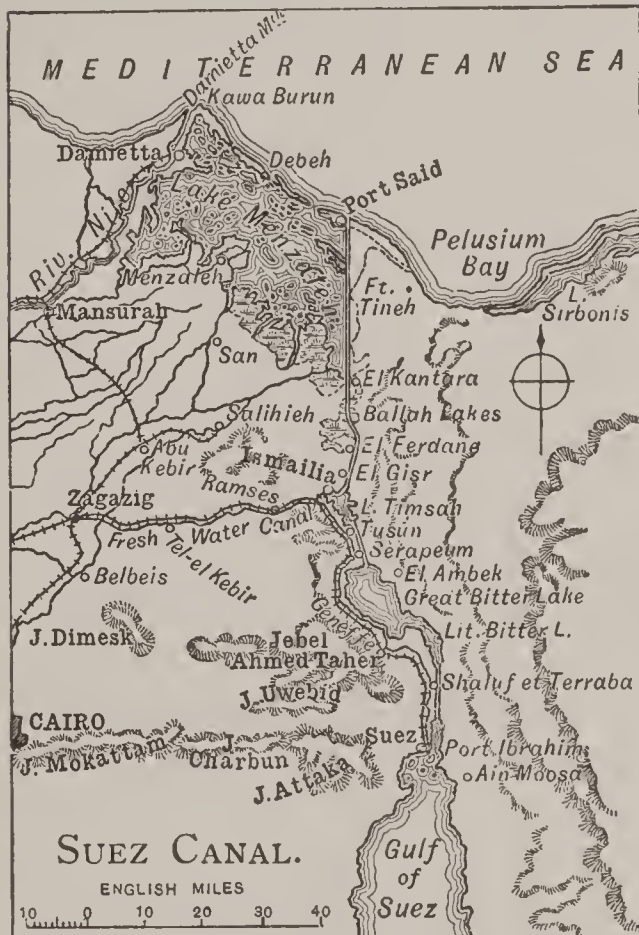 MEDITERRANEAN SEA
Damietta Mth
Kawa Burun
Damietta
Debeh
Port Said
Lake Menzaleh
Riv. Nile
Pelusium
Bay
Menzaleh
Ft.
Tineh
L.
Sirbonis
Mansurah
San
El Kantara
Salihieh
Ballah Lakes
Abu
Kebir
El Ferdane
Ismailia
El Gisr
Ramses
Zagazig
L. Timsah
Fresh Water Canal
Tusun
Tel-el Kebir
Serapeum
Belbeis
El Ambek
Great Bitter Lake
Geneffe
J. Dimesk
Jebel
Ahmed Taher
Lit. Bitter L.
J. Uwebid
Shaluf et Terraba
CAIRO
Suez
J. Mokattam
J.
Charbun
Port Ibrahim
J. Attaka
Ain Moosa
SUEZ CANAL.
ENGLISH MILES
10 0 10 20 30 40
Gulf
of
Suez